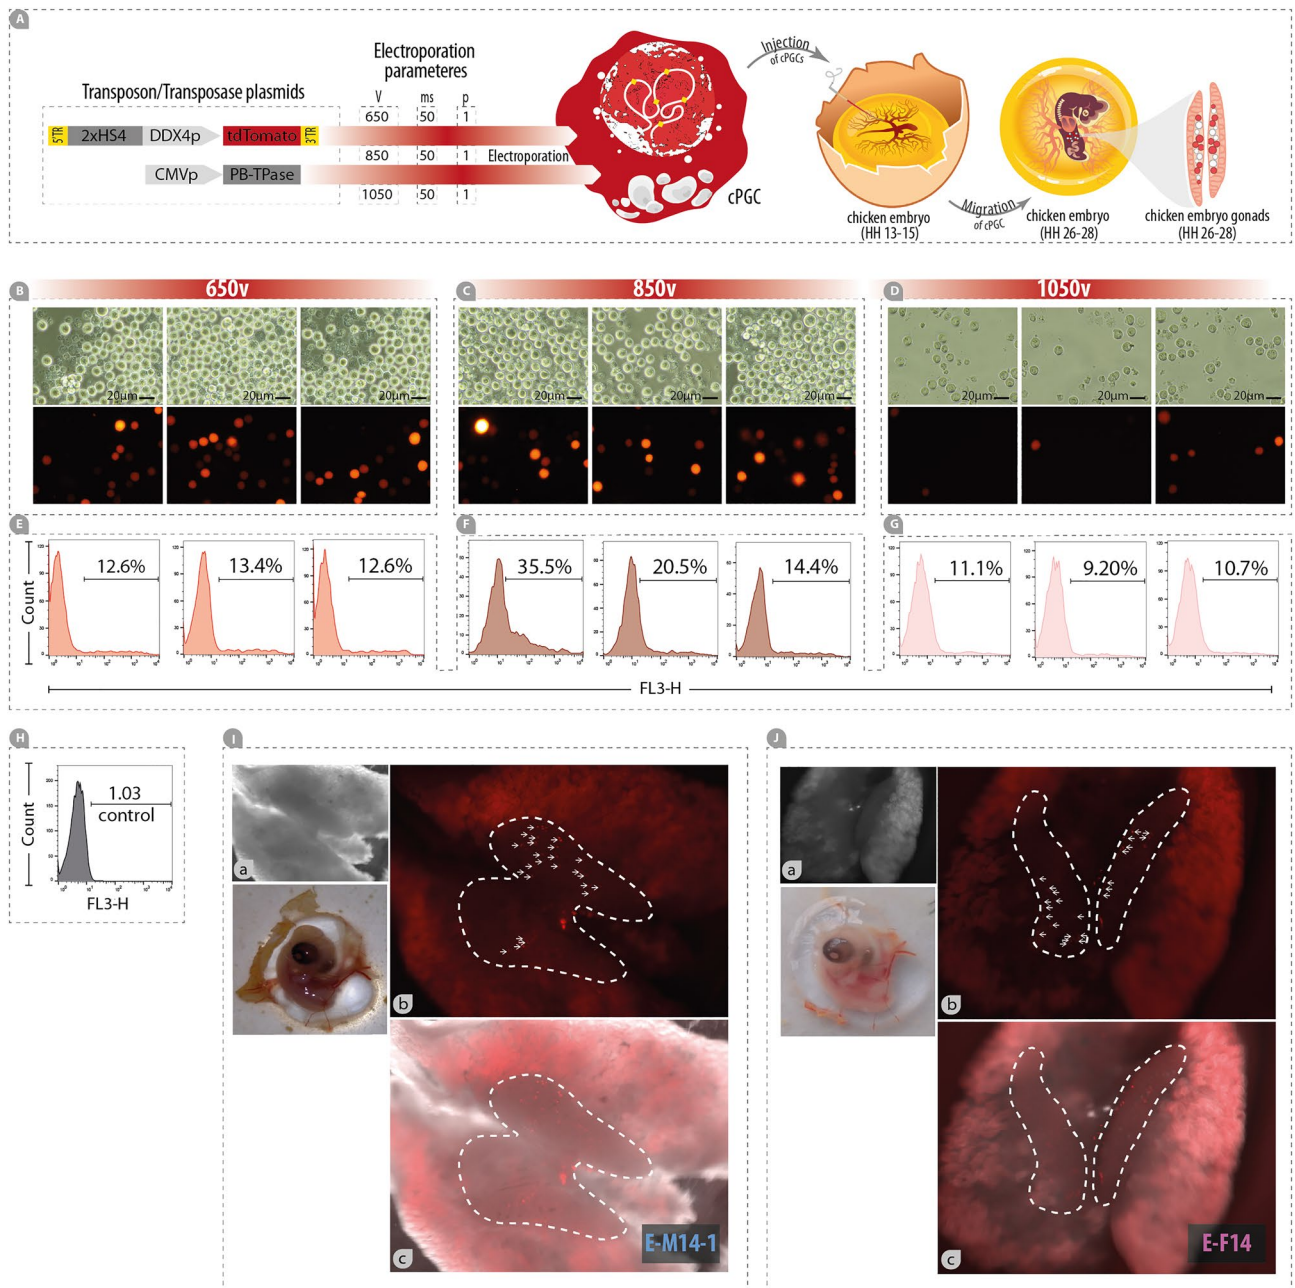 A
Electroporation
parameteres
Transposon/Transposase plasmids
V ms p
650 50 1
5'TR 2xHS4 DDX4p tdTomato 3'TR
850 50 1 Electroporation
CMVp PB-TPase
1050 50 1
cPGC
Injection
of cPGCs
chicken embryo
(HH 13-15)
Migration
of cPGC
chicken embryo
(HH 26-28)
chicken embryo gonads
(HH 26-28)
B 650v
20µm 20µm 20µm
C 850v
20µm 20µm 20µm
D 1050v
20µm 20µm 20µm
E
Count
12.6% 13.4% 12.6%
F
35.5% 20.5% 14.4%
G
11.1% 9.20% 10.7%
FL3-H
H
Count
1.03
control
FL3-H
I
a
b
c
E-M14-1
J
a
b
c
E-F14